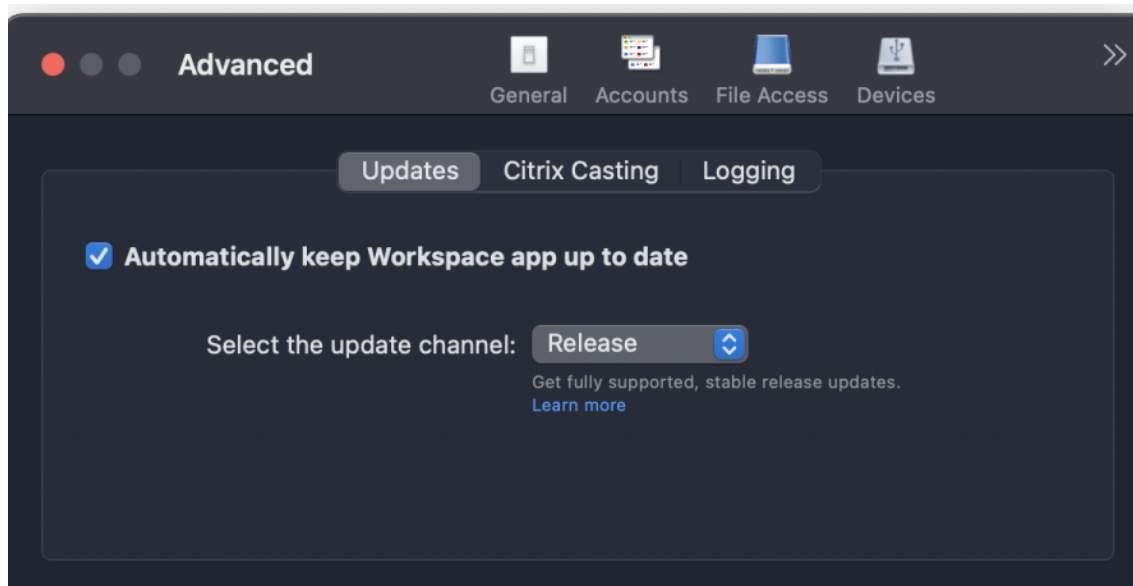 Advanced
General Accounts File Access Devices
Updates Citrix Casting Logging
Automatically keep Workspace app up to date
Select the update channel: Release
Get fully supported, stable release updates.
Learn more